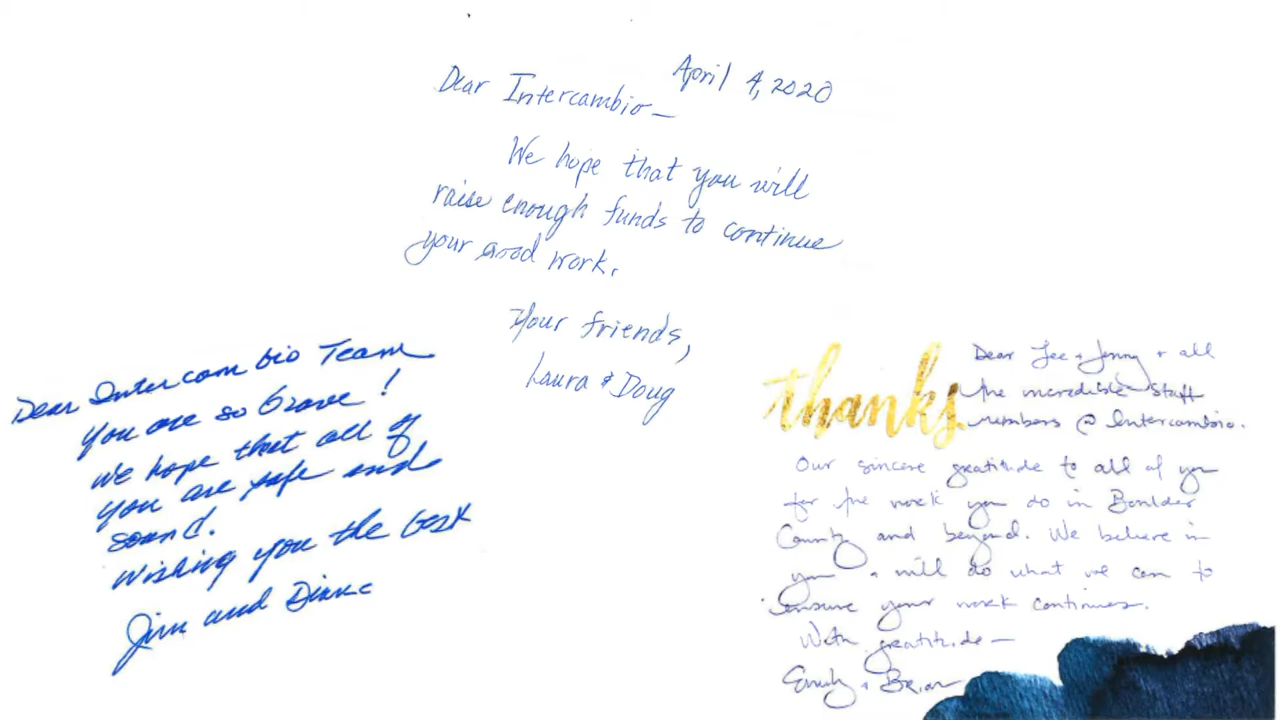 April 4, 2020
Dear Intercambio—
We hope that you will
raise enough funds to continue
your good work.
Your friends,
Laura & Doug
Dear Intercambio Team
you are so brave!
we hope that all of
you are safe and
sound.
Wishing you the best
Jim and Diane
thanks
Dear Lee + Jenny + all
the incredible staff
members @ Intercambio.
Our sincere gratitude to all of you
for the work you do in Boulder
County and beyond. We believe in
you + will do what we can to
ensure your work continues.
With gratitude—
Emily + Brian